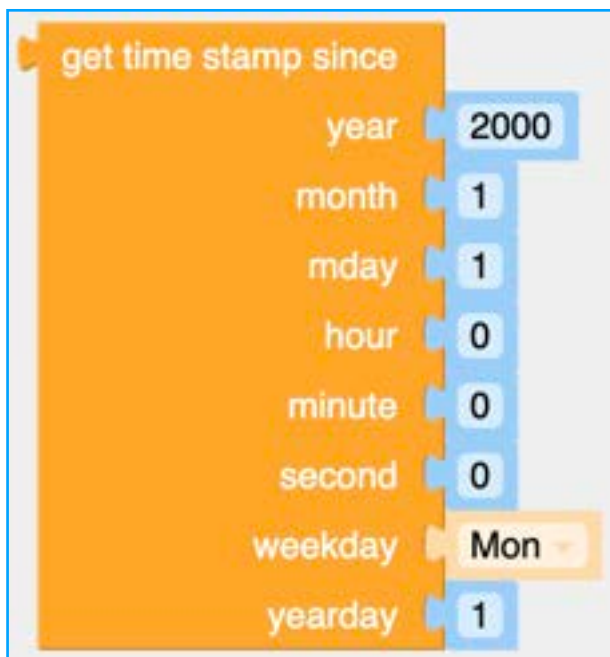 get time stamp since
year 2000
month 1
mday 1
hour 0
minute 0
second 0
weekday Mon
yearday 1